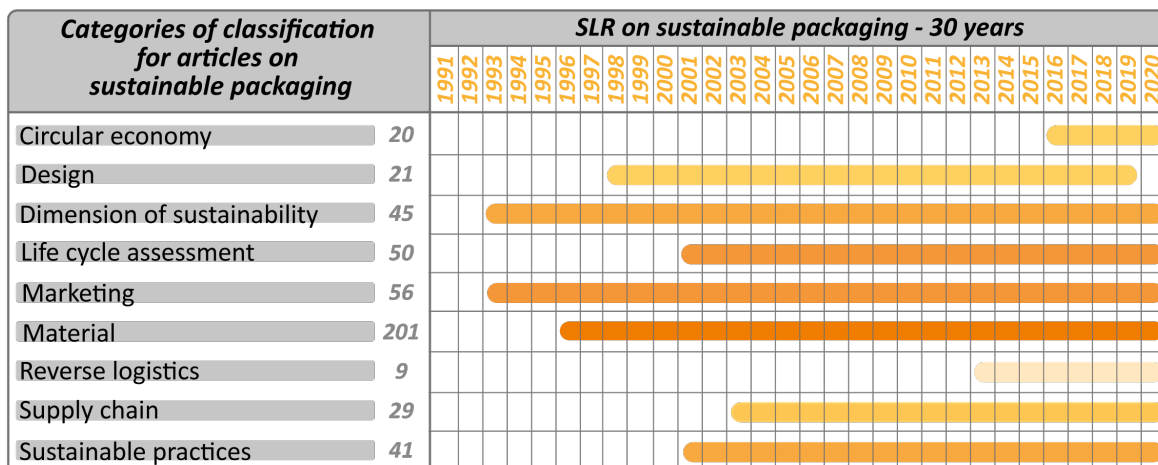 Categories of classification
for articles on
sustainable packaging
SLR on sustainable packaging - 30 years
1991 1992 1993 1994 1995 1996 1997 1998 1999 2000 2001 2002 2003 2004 2005 2006 2007 2008 2009 2010 2011 2012 2013 2014 2015 2016 2017 2018 2019 2020
Circular economy 20
Design 21
Dimension of sustainability 45
Life cycle assessment 50
Marketing 56
Material 201
Reverse logistics 9
Supply chain 29
Sustainable practices 41